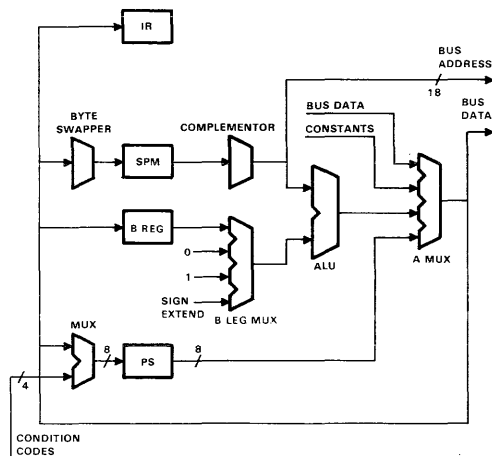 IR
BUS
ADDRESS
18
BUS
DATA
BYTE
SWAPPER
COMPLEMENTOR
BUS DATA
CONSTANTS
SPM
B REG
0
1
SIGN
EXTEND
B LEG MUX
ALU
A MUX
MUX
8
PS
8
4
CONDITION
CODES